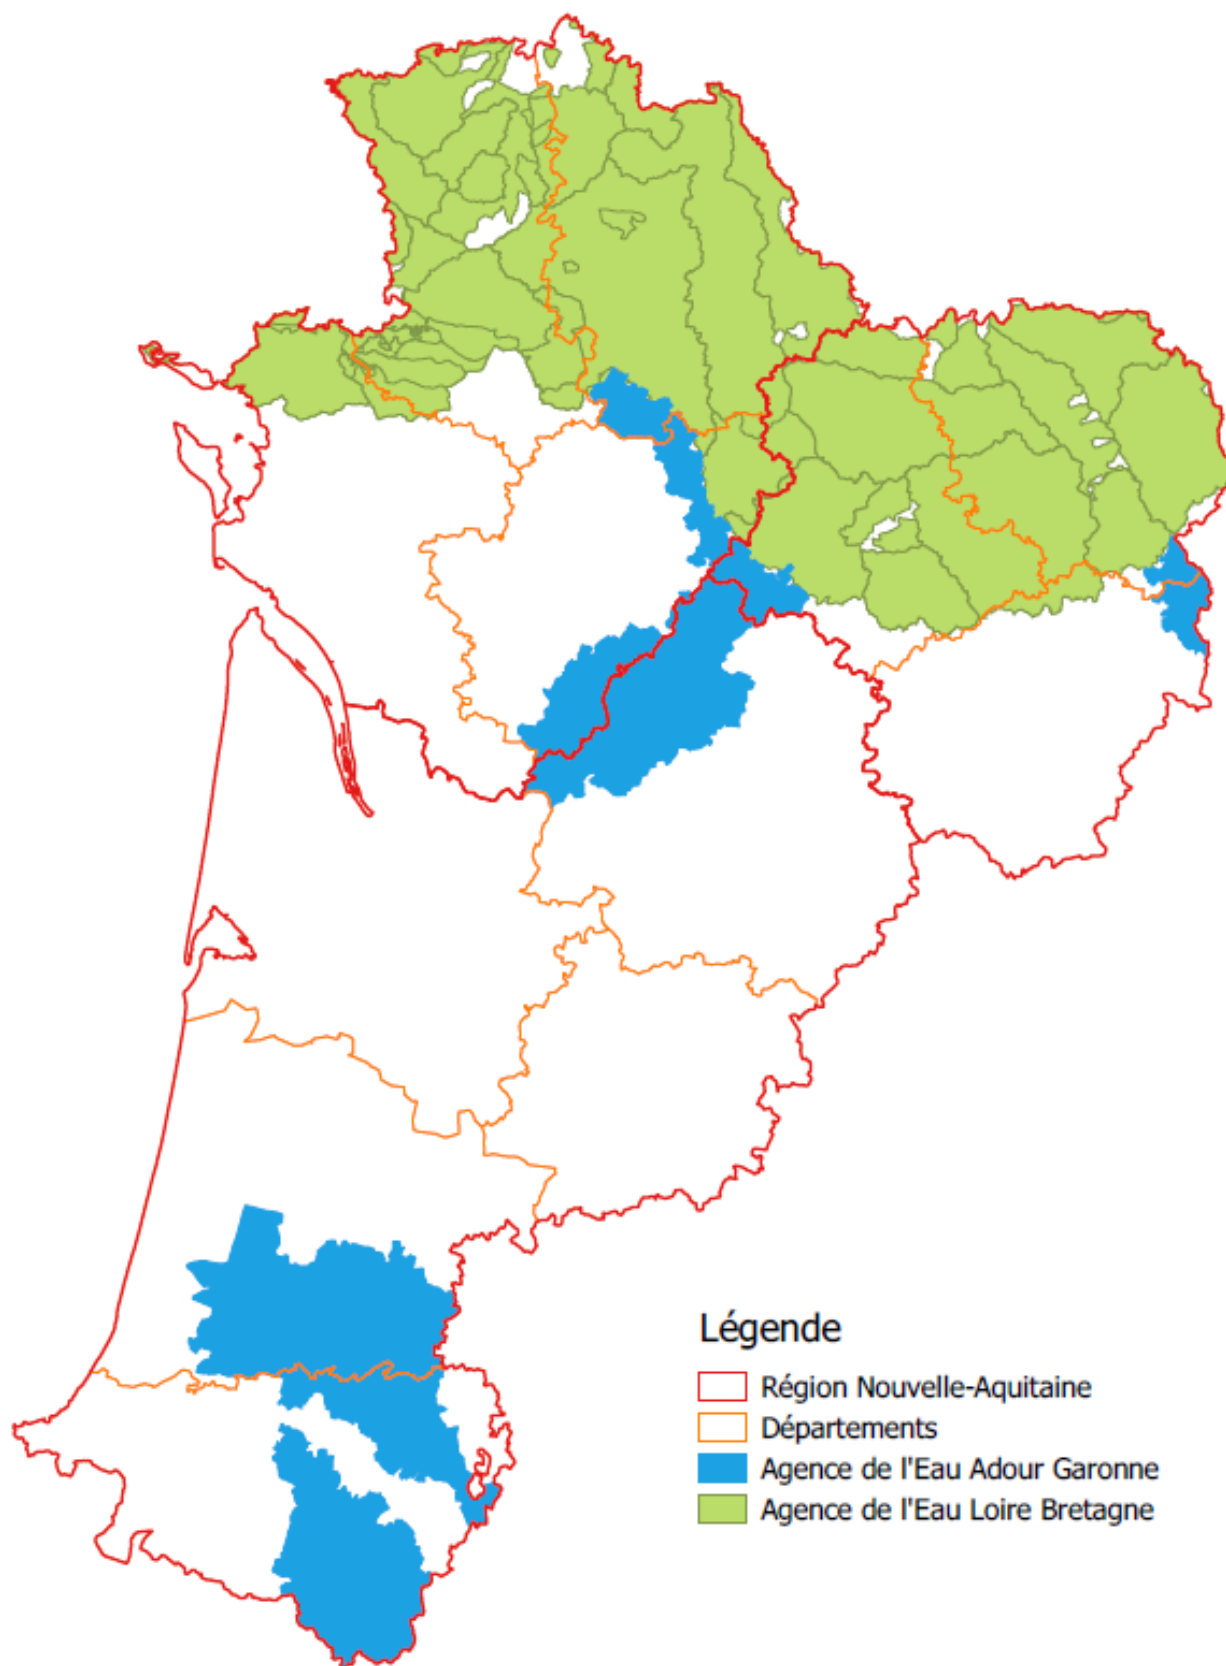 Légende
Région Nouvelle-Aquitaine
Départements
Agence de l'Eau Adour Garonne
Agence de l'Eau Loire Bretagne